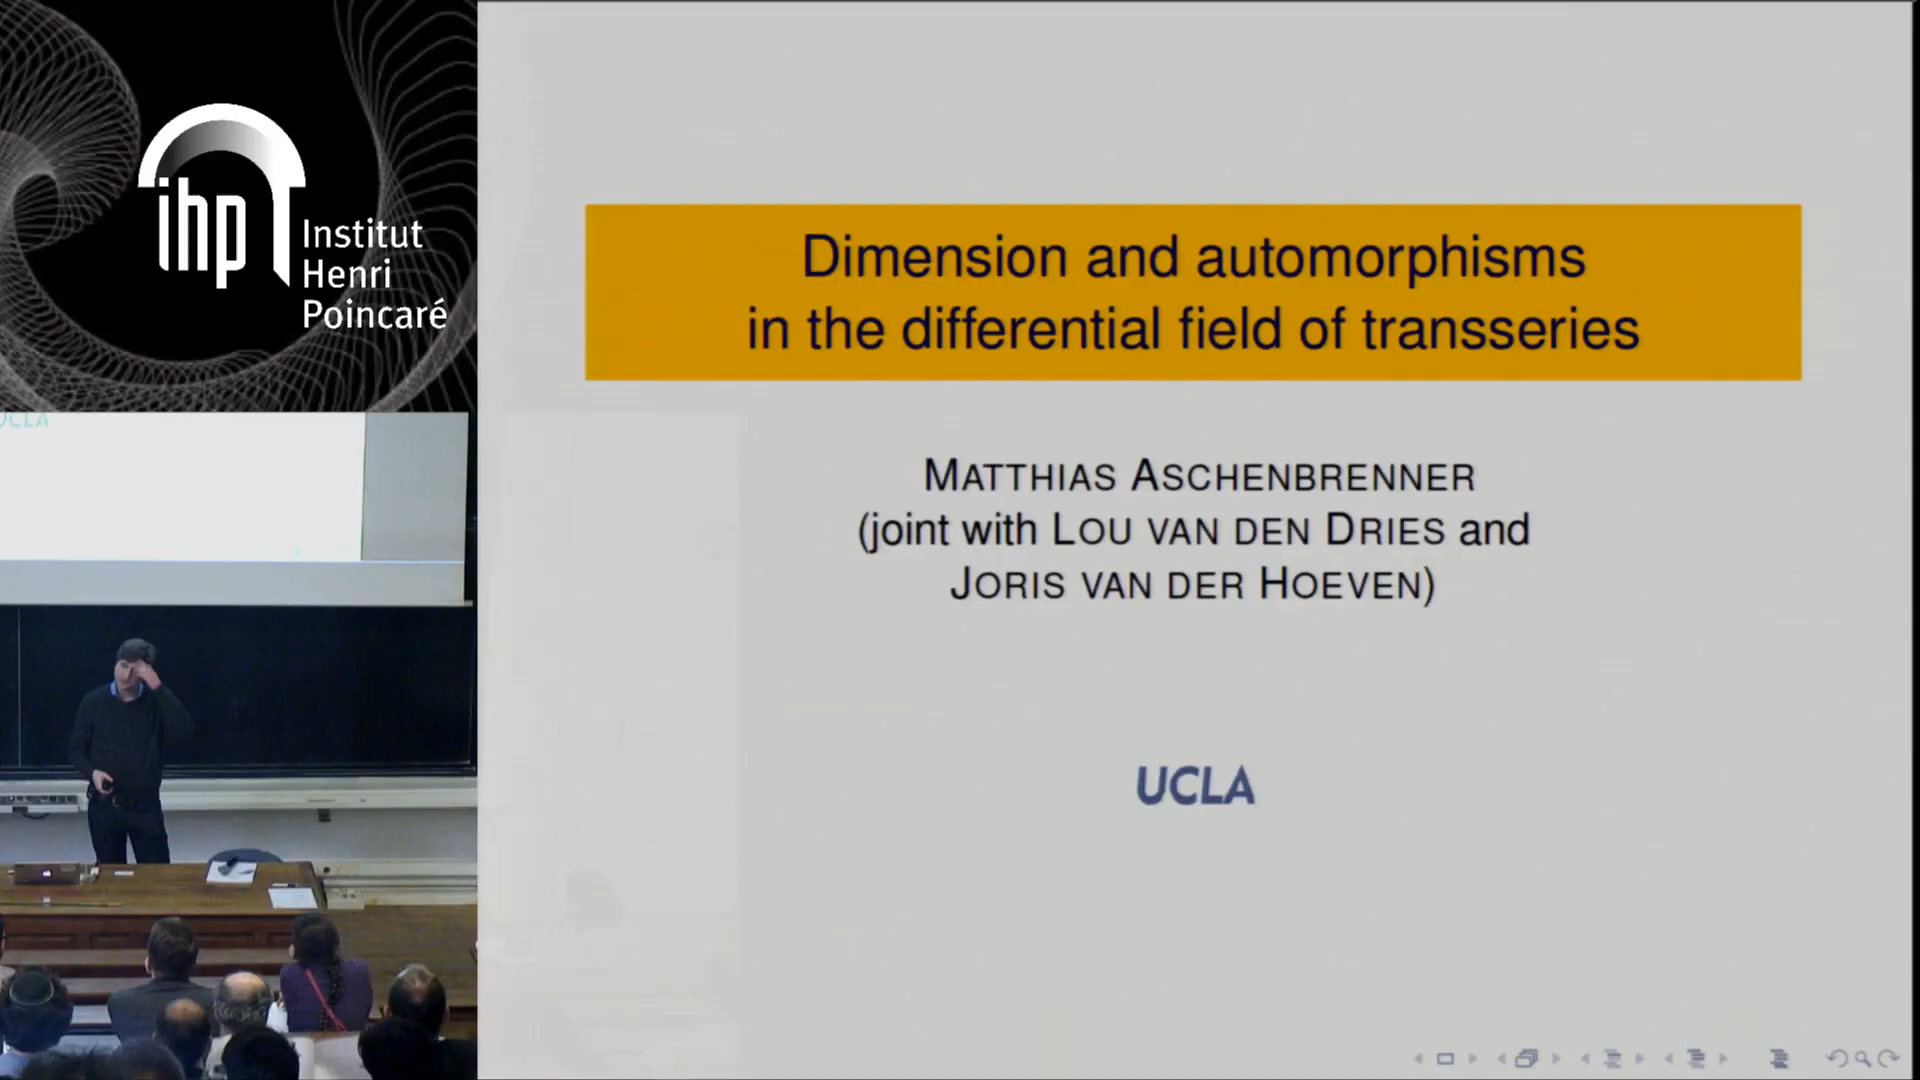 ihp
Institut
Henri
Poincaré
UCLA
Dimension and automorphisms
in the differential field of transseries
MATTHIAS ASCHENBRENNER
(joint with LOU VAN DEN DRIES and
JORIS VAN DER HOEVEN)
UCLA